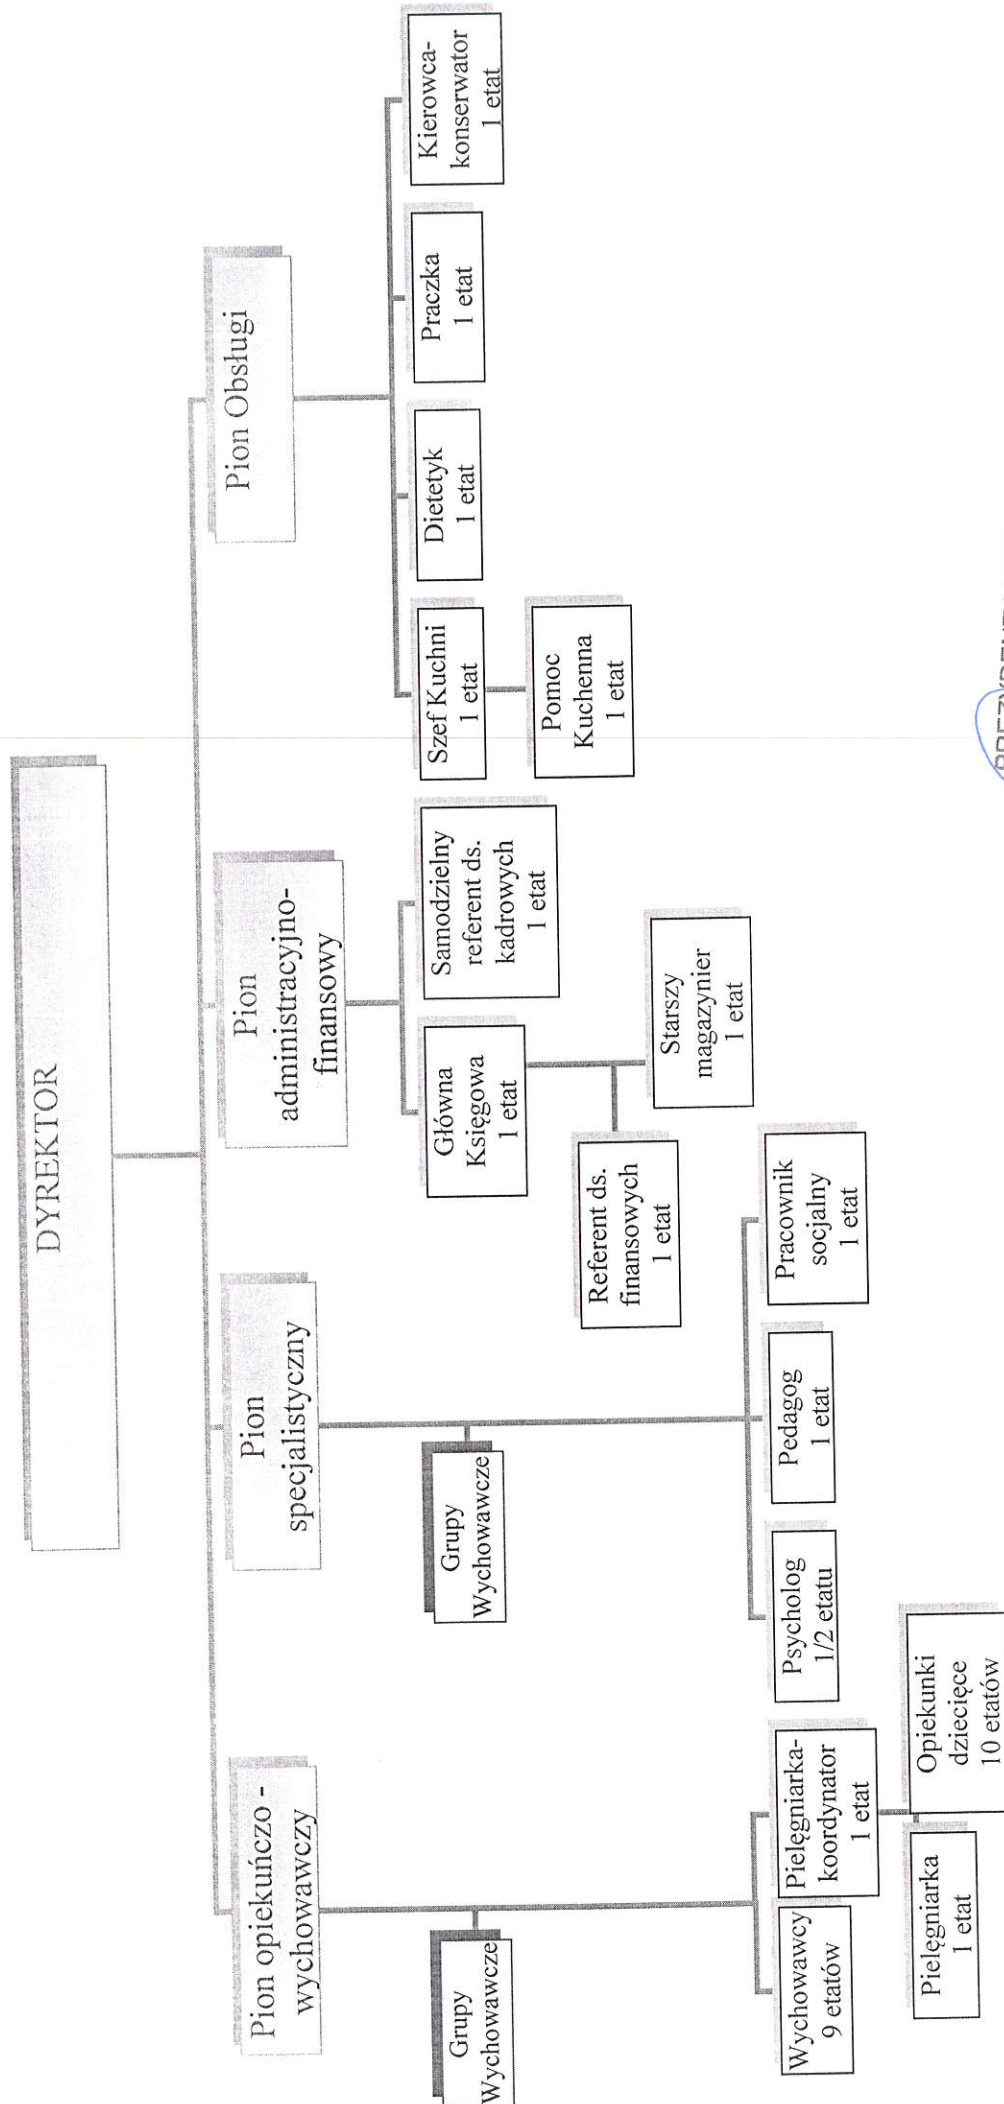 DYREKTOR
Pion opiekuńczo -
wychowawczy
Pion
specjalistyczny
Pion
administracyjno-
finansowy
Pion Obsługi
Grupy
Wychowawcze
Wychowawcy
9 etatów
Pielęgniarka-
koordynator
1 etat
Pielęgniarka
1 etat
Opiekunki
dziecięce
10 etatów
Grupy
Wychowawcze
Psycholog
1/2 etatu
Pedagog
1 etat
Pracownik
socjalny
1 etat
Główna
Księgowa
1 etat
Samodzielny
referent ds.
kadrowych
1 etat
Referent ds.
finansowych
1 etat
Starszy
magazynier
1 etat
Szef Kuchni
1 etat
Dietetyk
1 etat
Praczka
1 etat
Kierowca-
konserwator
1 etat
Pomoc
Kuchenna
1 etat